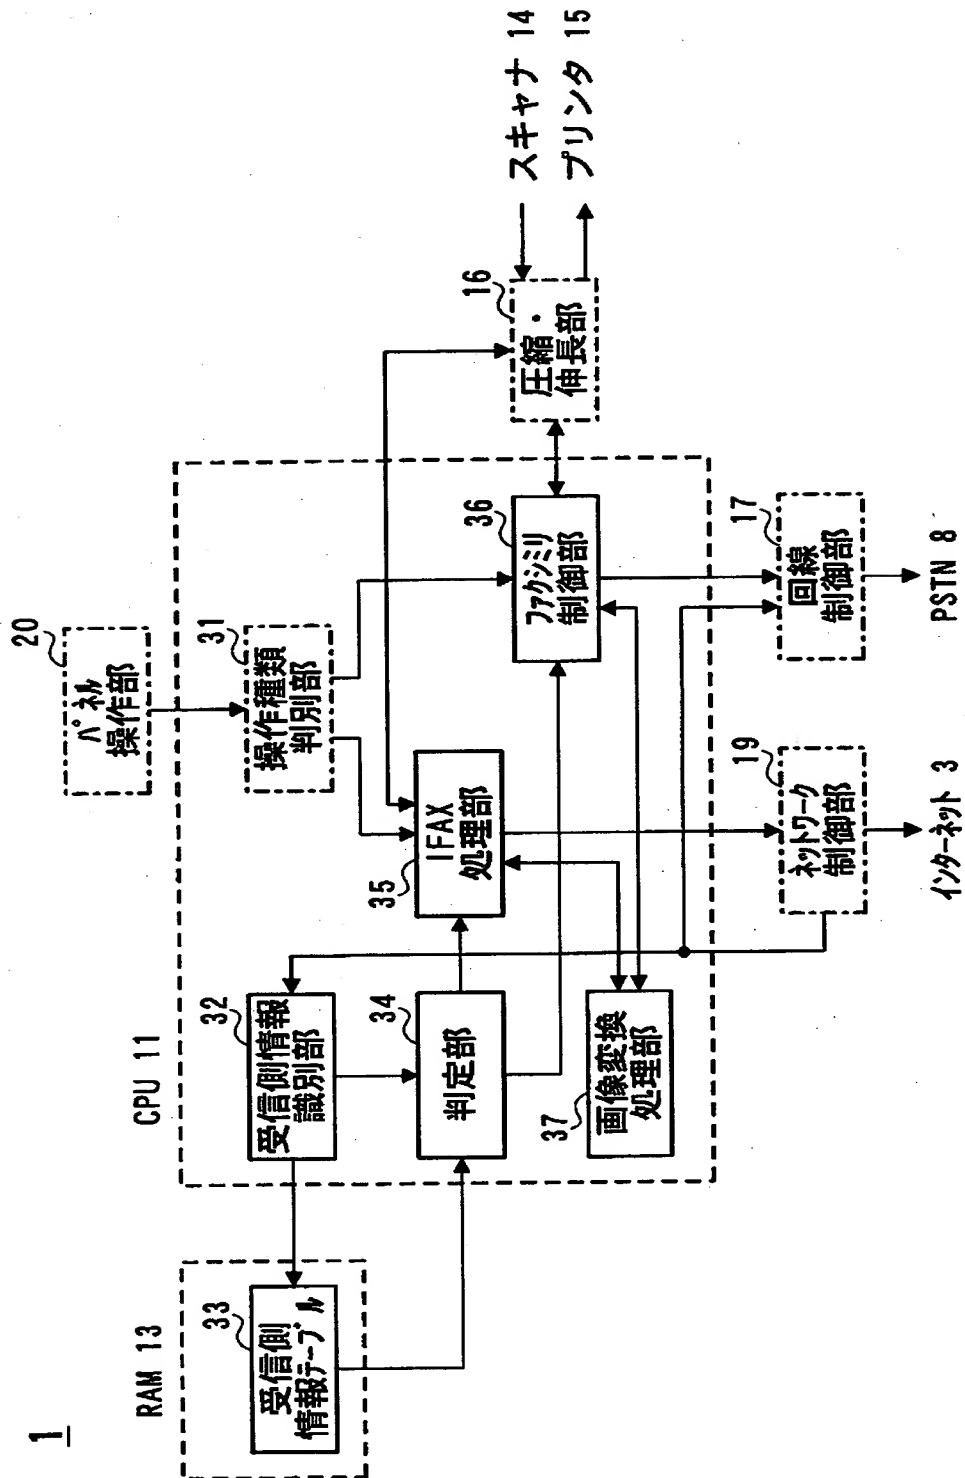 1
RAM 13
33
受信側
情報テーブル
CPU 11
32
受信側情報
識別部
34
判定部
37
画像変換
処理部
20
パネル
操作部
31
操作種類
判別部
35
IFAX
処理部
36
ファクシミリ
制御部
16
圧縮・
伸長部
スキャナ 14
プリンタ 15
19
ネットワーク
制御部
インターネット 3
17
回線
制御部
PSTN 8